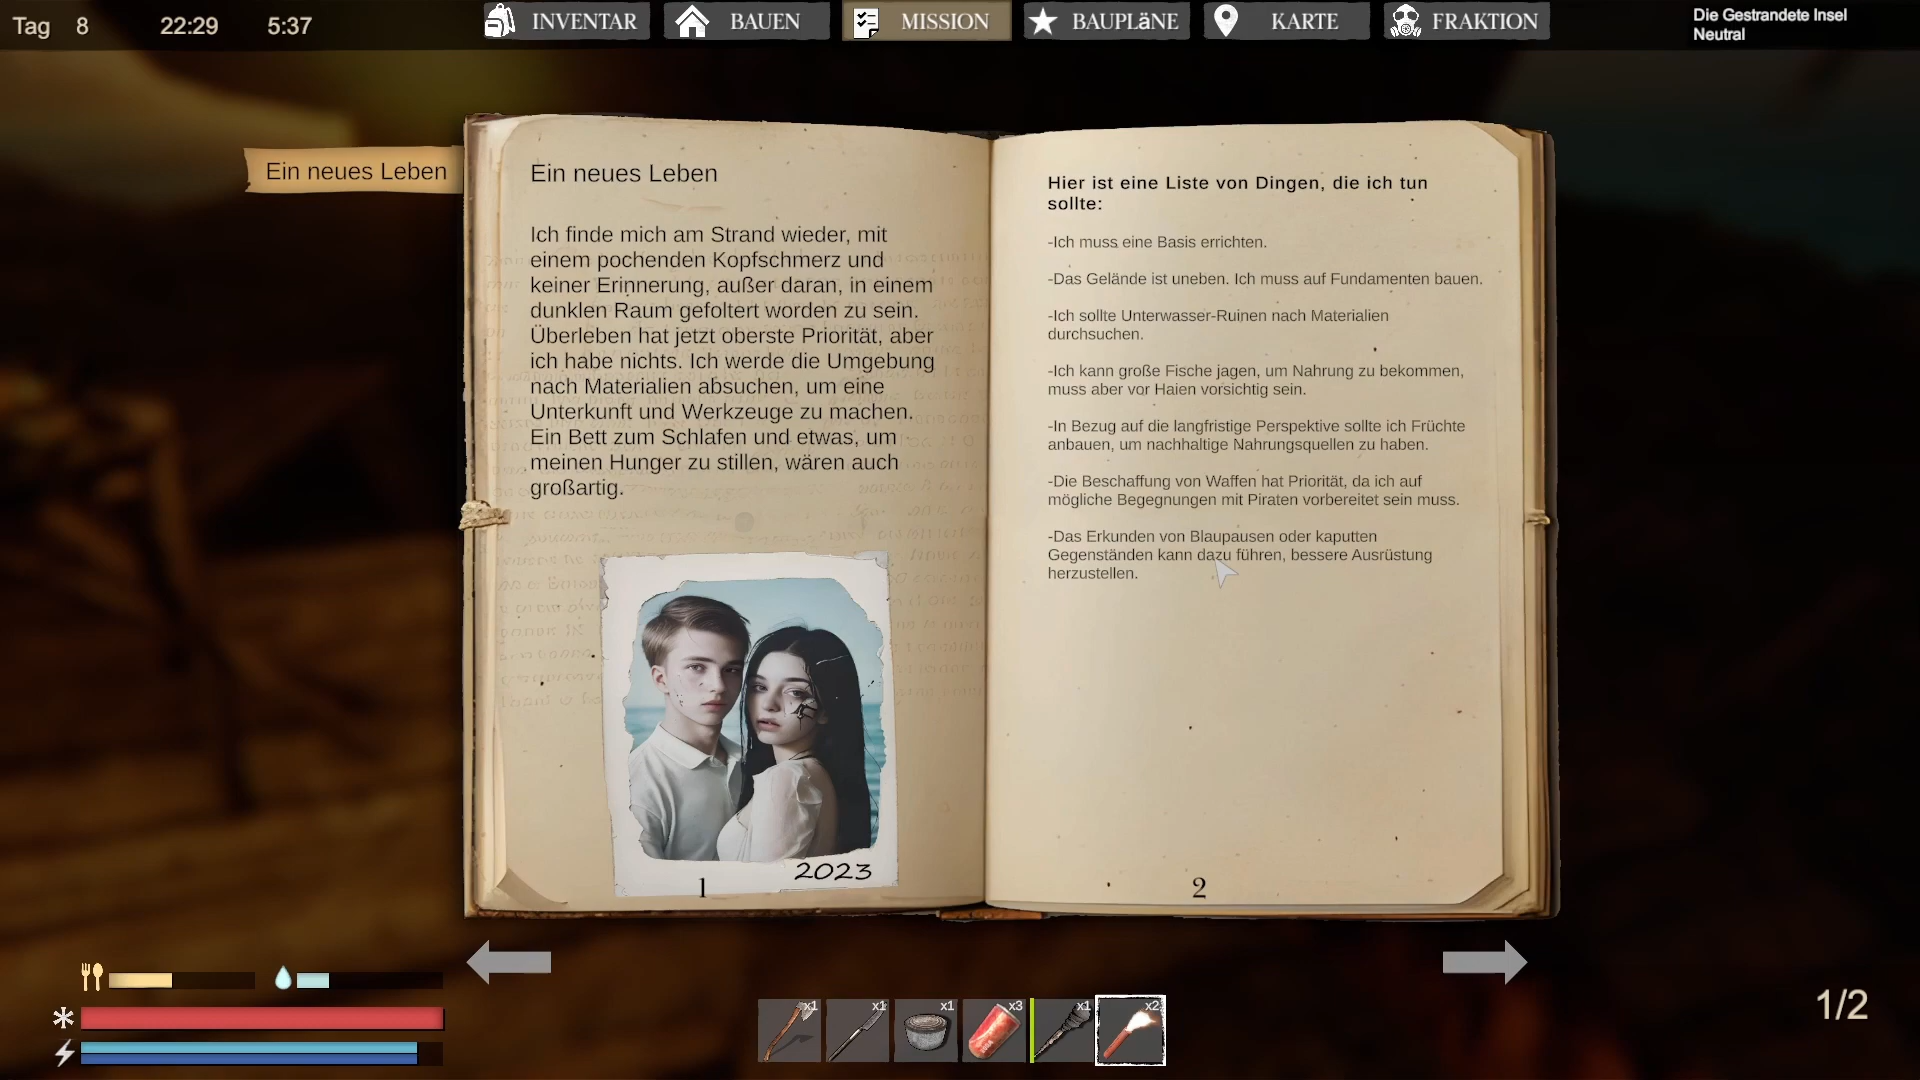 Tag 8 22:29 5:37
INVENTAR
BAUEN
MISSION
BAUPLäNE
KARTE
FRAKTION
Die Gestrandete Insel
Neutral
Ein neues Leben
Ein neues Leben
Ich finde mich am Strand wieder, mit
einem pochenden Kopfschmerz und
keiner Erinnerung, außer daran, in einem
dunklen Raum gefoltert worden zu sein.
Überleben hat jetzt oberste Priorität, aber
ich habe nichts. Ich werde die Umgebung
nach Materialien absuchen, um eine
Unterkunft und Werkzeuge zu machen.
Ein Bett zum Schlafen und etwas, um
meinen Hunger zu stillen, wären auch
großartig.
2023
1
Hier ist eine Liste von Dingen, die ich tun
sollte:
-Ich muss eine Basis errichten.
-Das Gelände ist uneben. Ich muss auf Fundamenten bauen.
-Ich sollte Unterwasser-Ruinen nach Materialien
durchsuchen.
-Ich kann große Fische jagen, um Nahrung zu bekommen,
muss aber vor Haien vorsichtig sein.
-In Bezug auf die langfristige Perspektive sollte ich Früchte
anbauen, um nachhaltige Nahrungsquellen zu haben.
-Die Beschaffung von Waffen hat Priorität, da ich auf
mögliche Begegnungen mit Piraten vorbereitet sein muss.
-Das Erkunden von Blaupausen oder kaputten
Gegenständen kann dazu führen, bessere Ausrüstung
herzustellen.
2
x1 x1 x1 x3 x1 x2
1/2